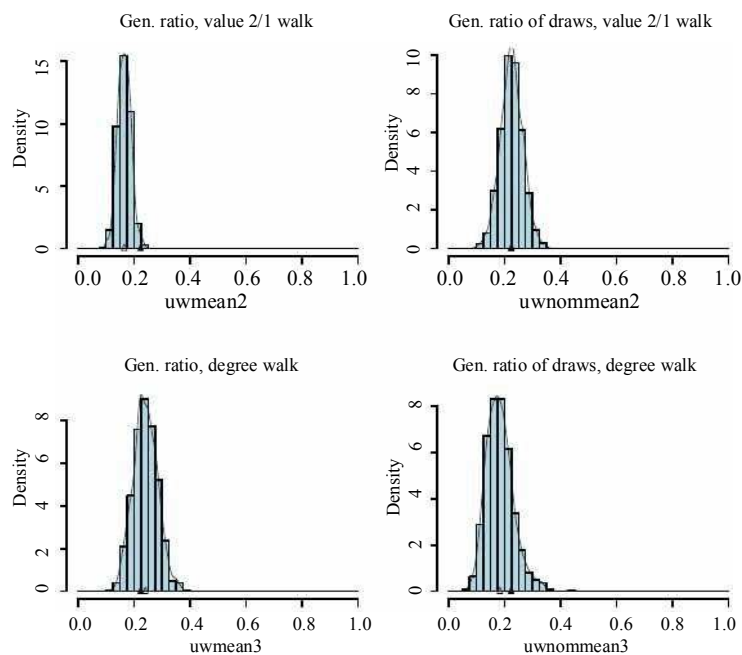 Gen. ratio, value 2/1 walk
Density
0 5 10 15
0.0 0.2 0.4 0.6 0.8 1.0
uwmean2
Gen. ratio of draws, value 2/1 walk
Density
0 2 4 6 8 10
0.0 0.2 0.4 0.6 0.8 1.0
uwnommean2
Gen. ratio, degree walk
Density
0 2 4 6 8
0.0 0.2 0.4 0.6 0.8 1.0
uwmean3
Gen. ratio of draws, degree walk
Density
0 2 4 6 8
0.0 0.2 0.4 0.6 0.8 1.0
uwnommean3